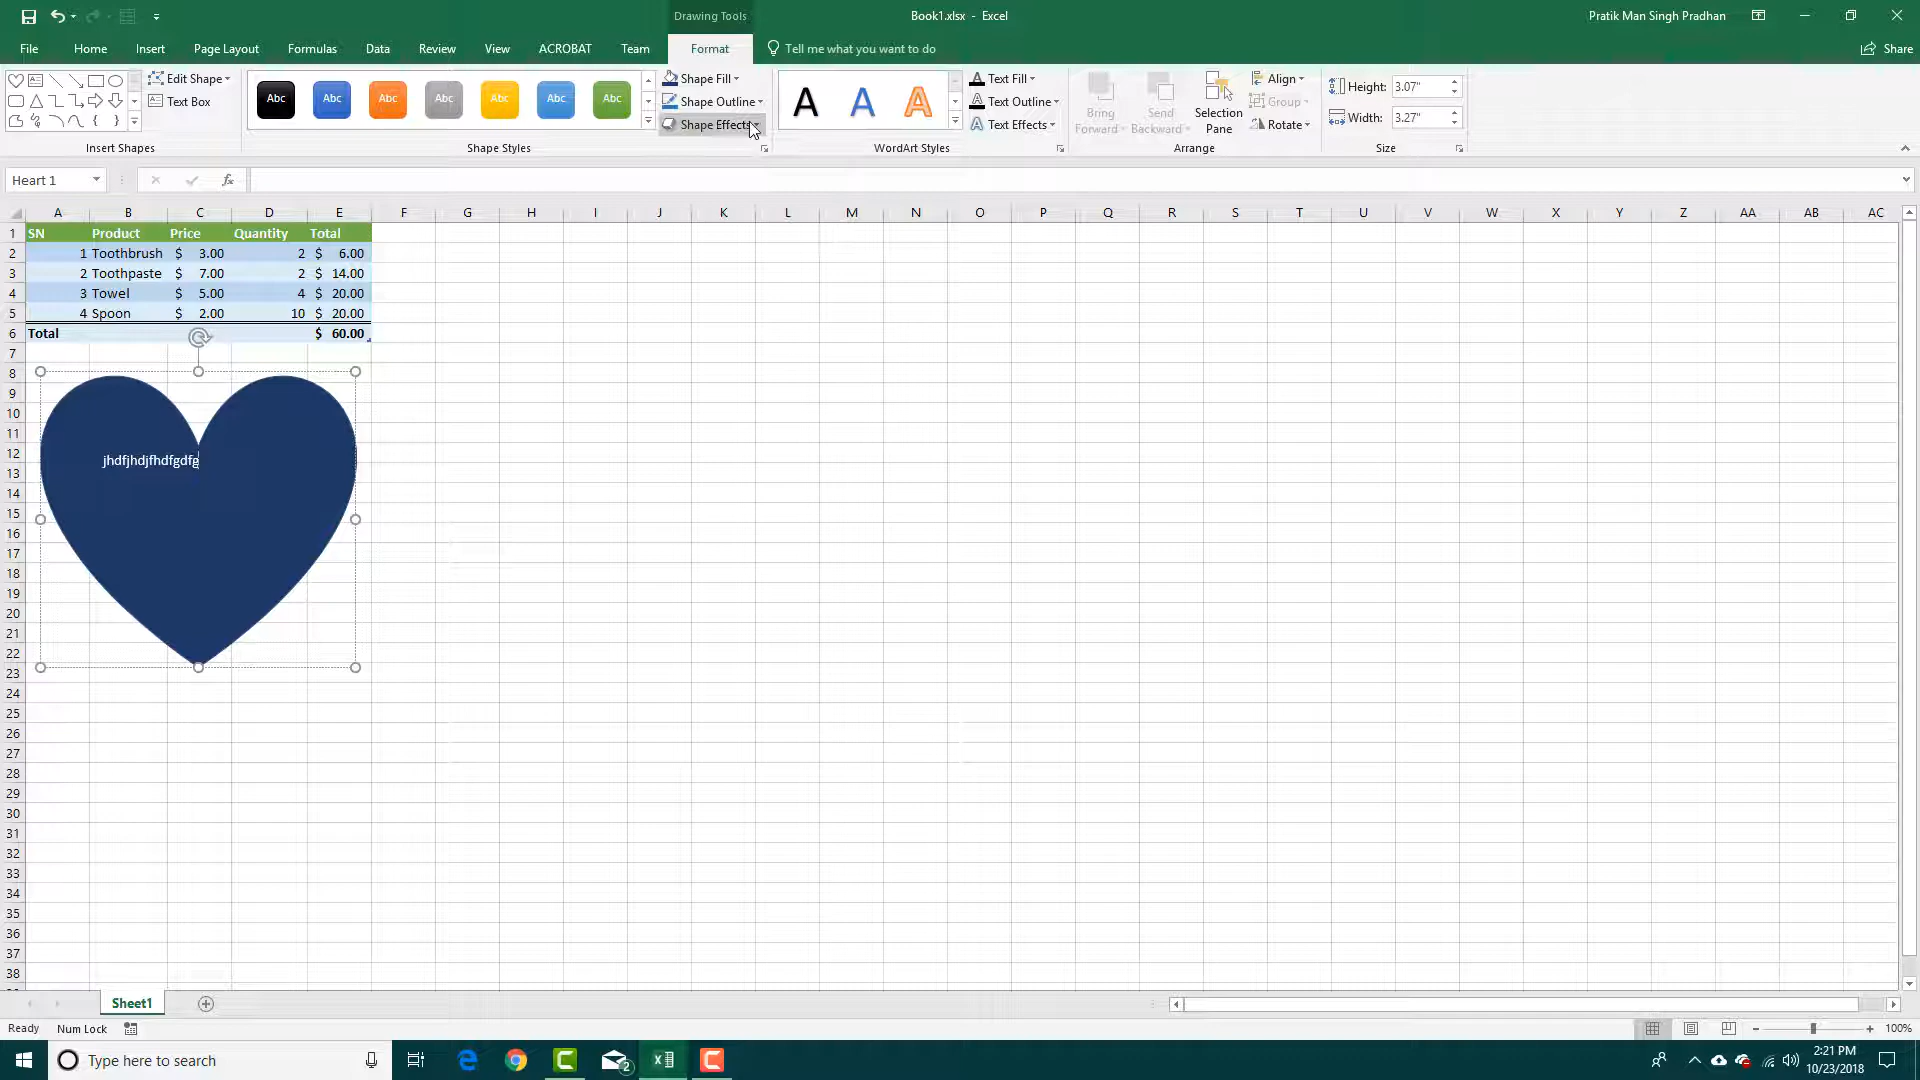 Drawing Tools
Book1.xlsx - Excel
Pratik Man Singh Pradhan
File Home Insert Page Layout Formulas Data Review View ACROBAT Team Format Tell me what you want to do Share
Edit Shape
Text Box
Insert Shapes
Abc Abc Abc Abc Abc Abc Abc
Shape Styles
Shape Fill
Shape Outline
Shape Effects
A A A
WordArt Styles
Text Fill
Text Outline
Text Effects
Bring Forward
Send Backward
Selection Pane
Align
Group
Rotate
Arrange
Height: 3.07"
Width: 3.27"
Size
Heart 1
fx
A B C D E F G H I J K L M N O P Q R S T U V W X Y Z AA AB AC
1 SN Product Price Quantity Total
2 1 Toothbrush $ 3.00 2 $ 6.00
3 2 Toothpaste $ 7.00 2 $ 14.00
4 3 Towel $ 5.00 4 $ 20.00
5 4 Spoon $ 2.00 10 $ 20.00
6 Total $ 60.00
7
8
9
10
11
12
jhdfjhdjfhdfgdfg
13
14
15
16
17
18
19
20
21
22
23
24
25
26
27
28
29
30
31
32
33
34
35
36
37
38
Sheet1
Ready Num Lock
100%
Type here to search
2
2:21 PM
10/23/2018